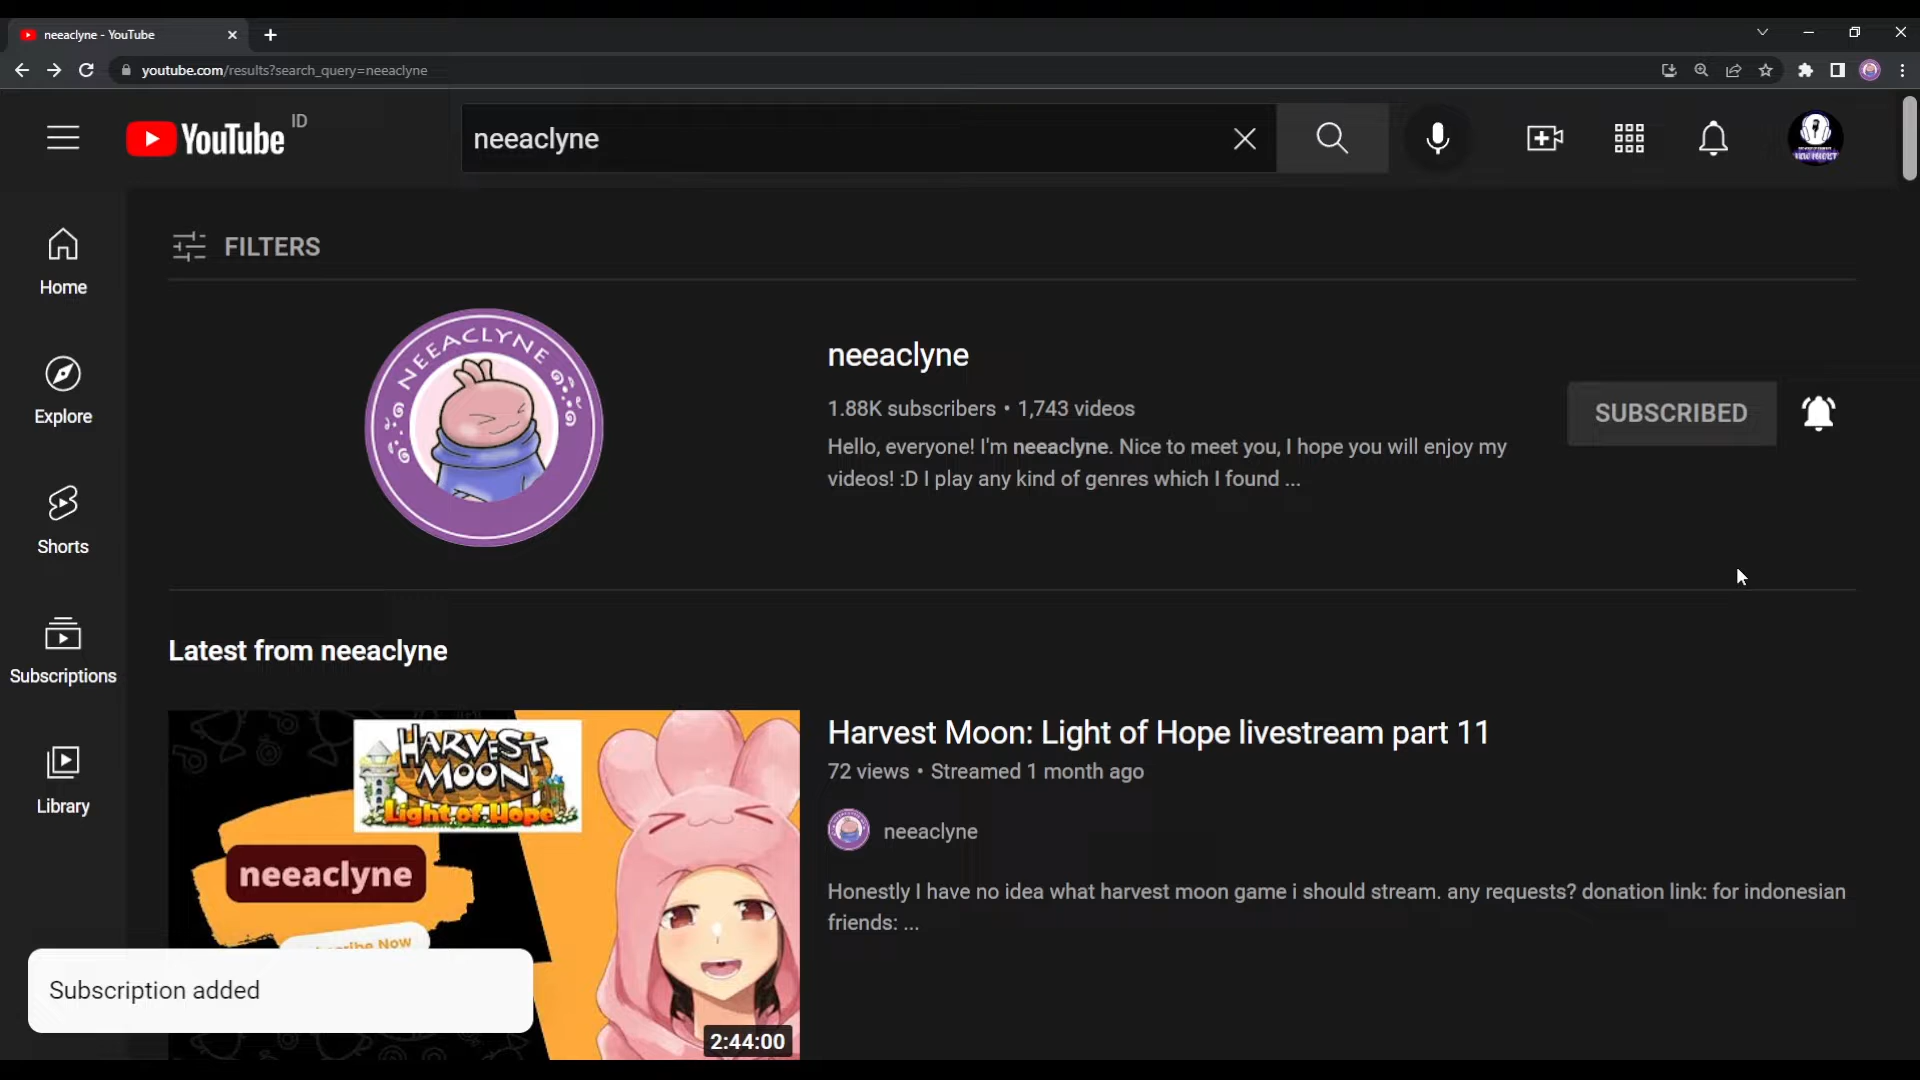 neeaclyne - YouTube
youtube.com/results?search_query=neeaclyne
YouTube ID
neeaclyne
FILTERS
Home
Explore
Shorts
Subscriptions
Library
NEEACLYNE
neeaclyne
1.88K subscribers • 1,743 videos
Hello, everyone! I'm neeaclyne. Nice to meet you, I hope you will enjoy my
videos! :D I play any kind of genres which I found ...
SUBSCRIBED
Latest from neeaclyne
HARVEST
MOON
Light of Hope
neeaclyne
Now
2:44:00
Harvest Moon: Light of Hope livestream part 11
72 views • Streamed 1 month ago
neeaclyne
Honestly I have no idea what harvest moon game i should stream. any requests? donation link: for indonesian
friends: ...
Subscription added